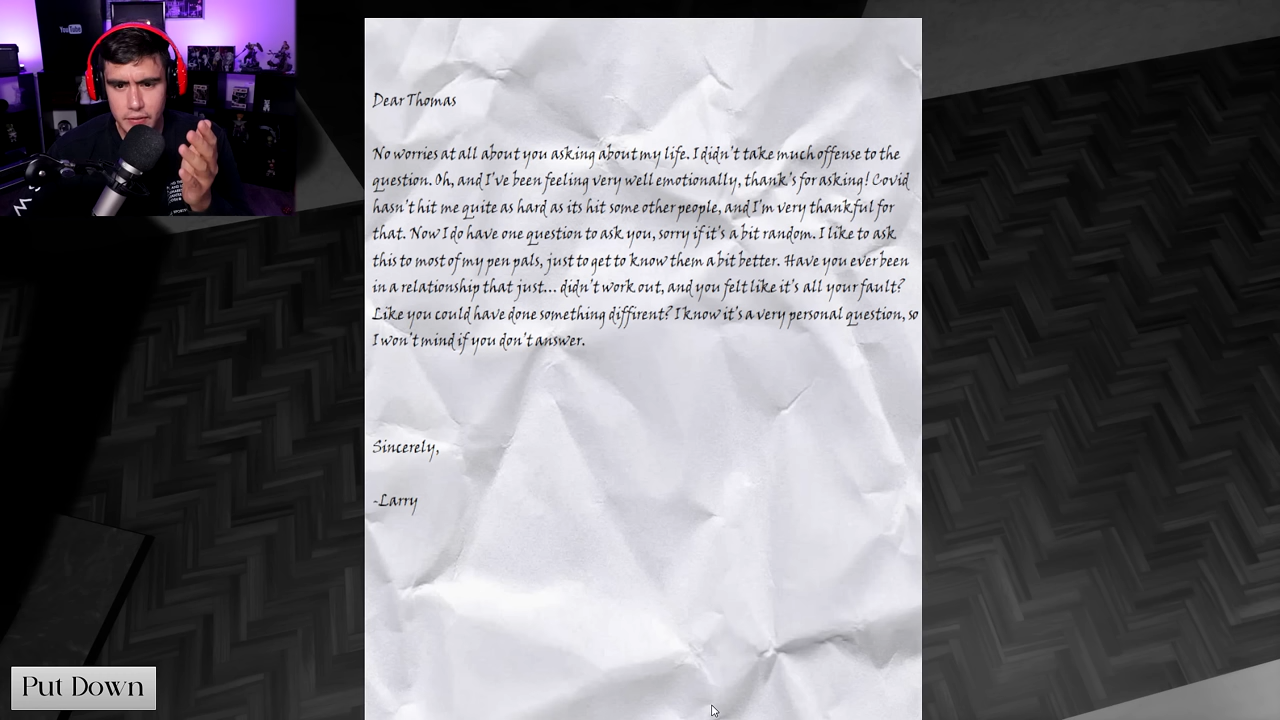 YouTube
Dear Thomas
No worries at all about you asking about my life. I didn't take much offense to the
question. Oh, and I've been feeling very well emotionally, thank's for asking! Covid
hasn't hit me quite as hard as its hit some other people, and I'm very thankful for
that. Now I do have one question to ask you, sorry if it's a bit random. I like to ask
this to most of my pen pals, just to get to know them a bit better. Have you ever been
in a relationship that just... didn't work out, and you felt like it's all your fault?
Like you could have done something diffirent? I know it's a very personal question, so
I won't mind if you don't answer.
Sincerely,
-Larry
Put Down